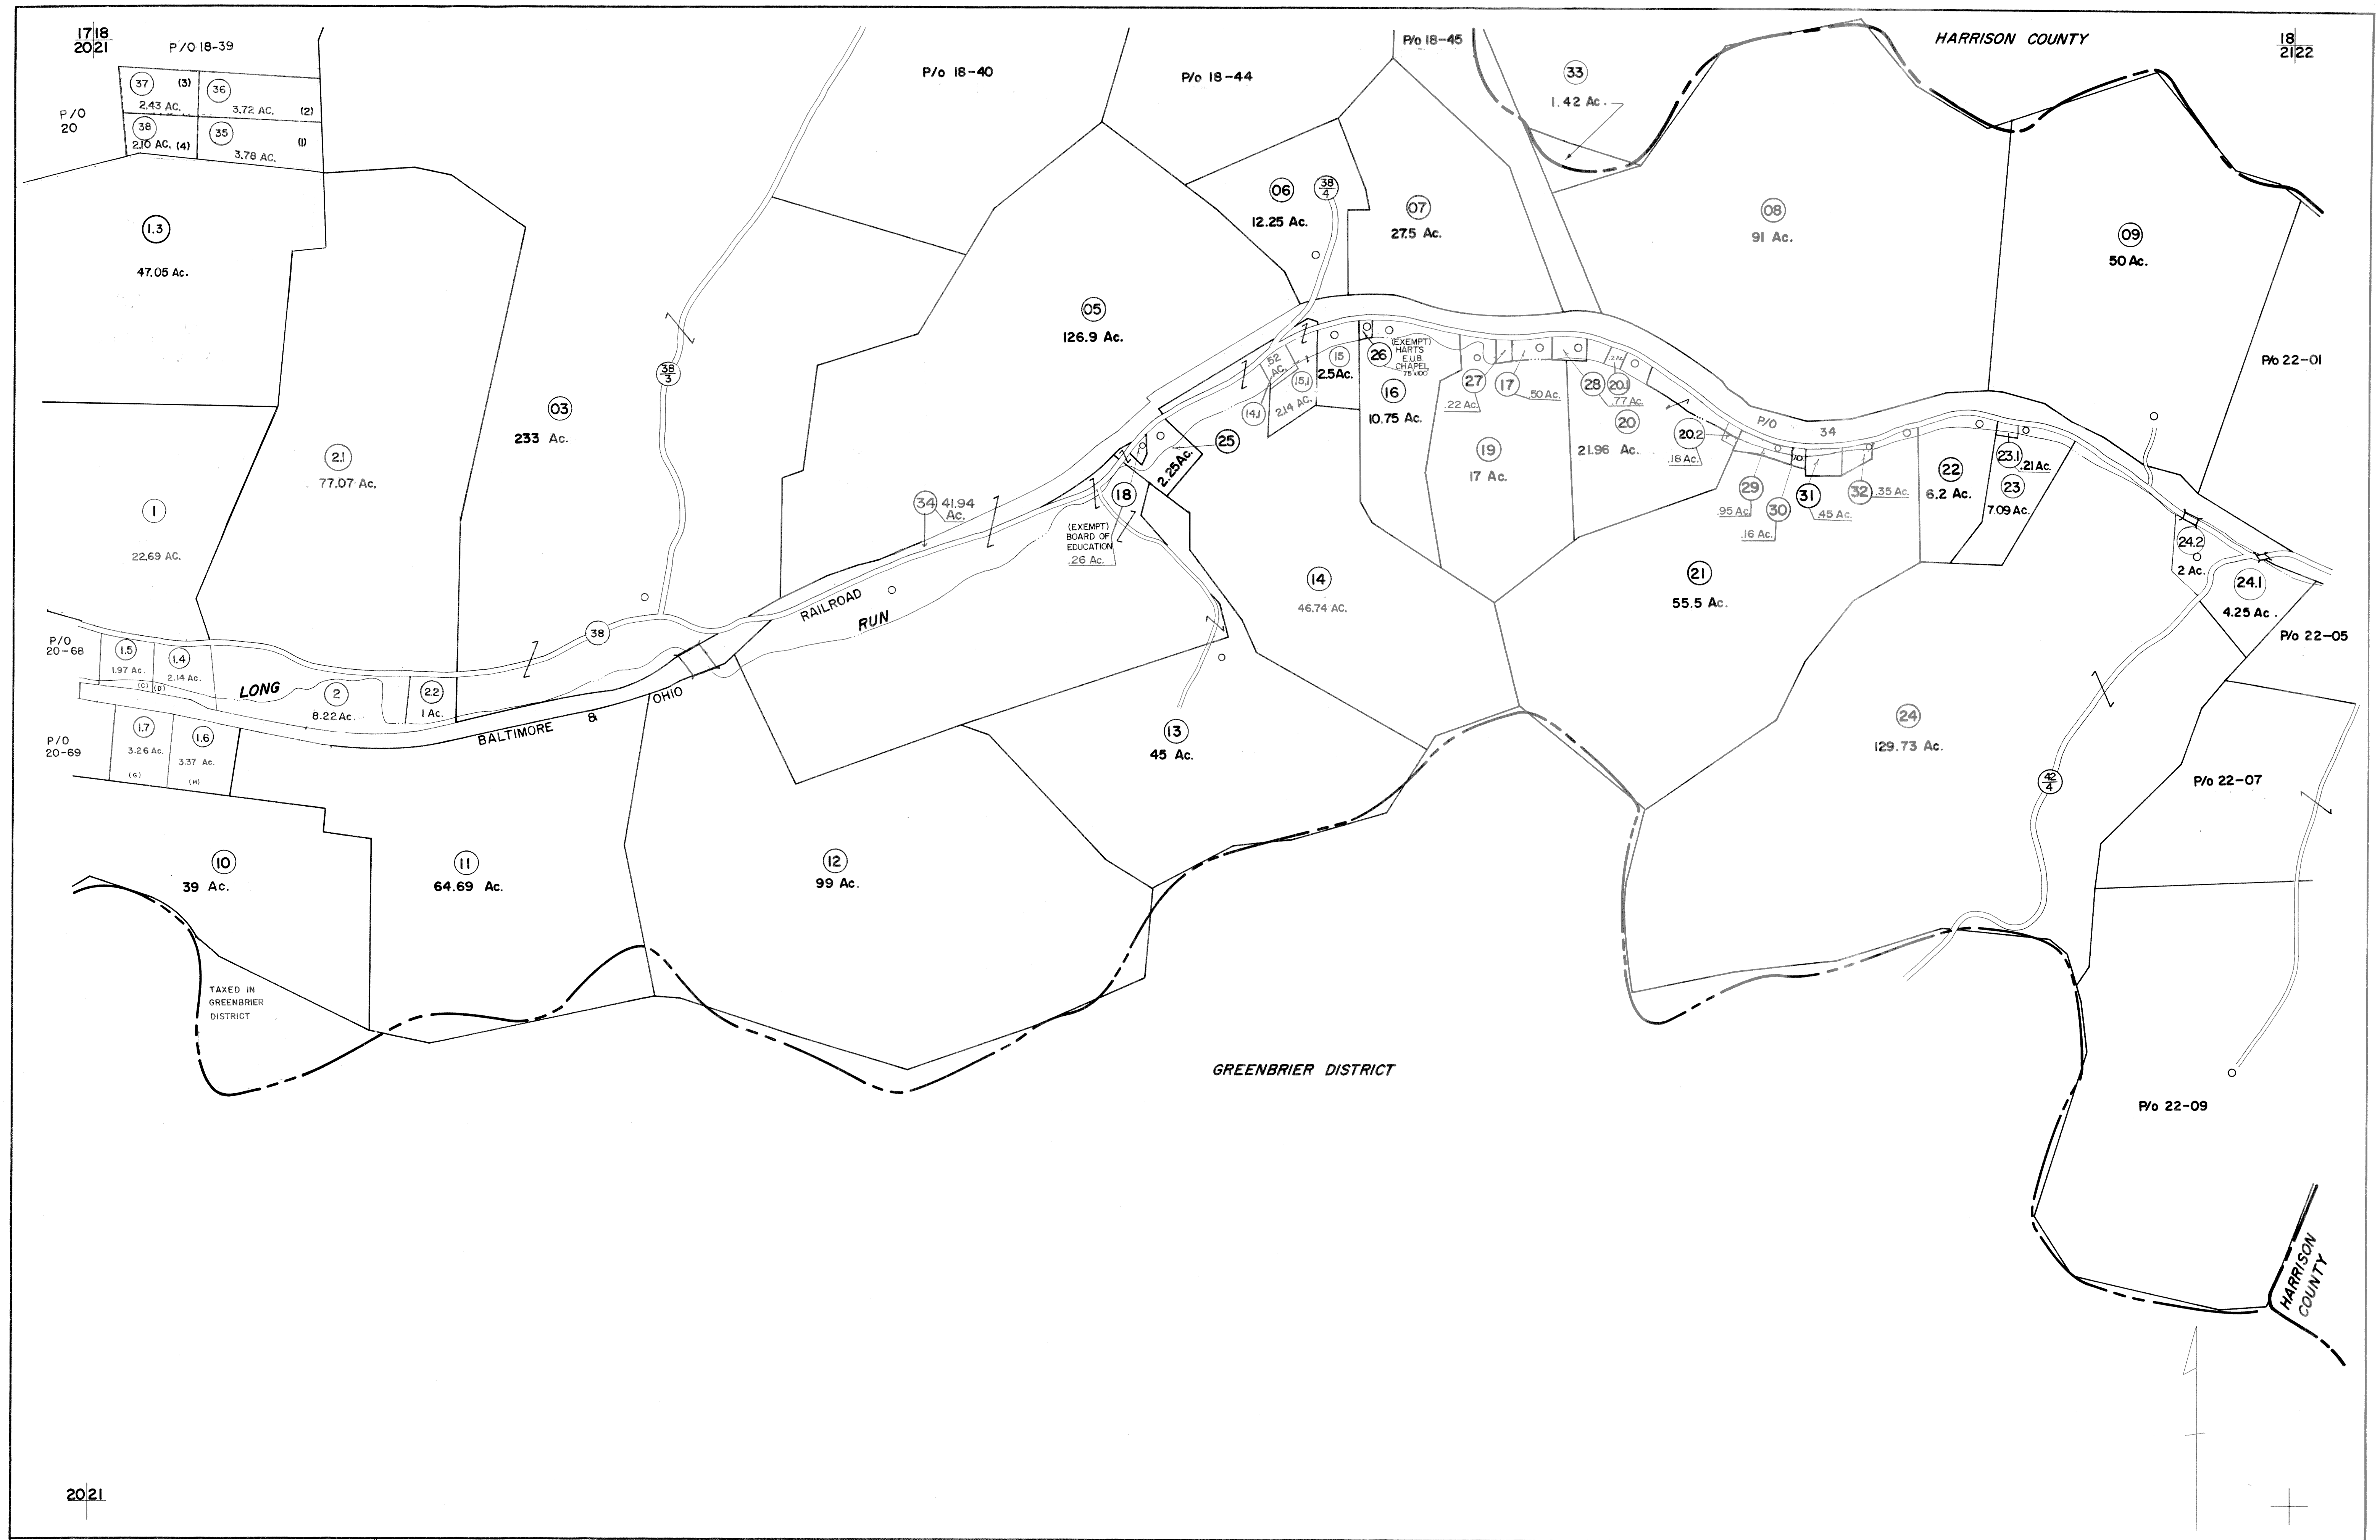 17|18
20|21
P/O 18-39
P/o 18-40
P/o 18-44
P/o 18-45
33
1.42 Ac.
HARRISON COUNTY
18
21|22
37 (3)
2.43 AC.
36
3.72 AC. (2)
P/O
20
38
2.10 AC. (4)
35 (1)
3.78 AC.
1.3
47.05 Ac.
06
12.25 Ac.
38
4
07
27.5 Ac.
08
91 Ac.
09
50 Ac.
05
126.9 Ac.
38
3
03
233 Ac.
2.1
77.07 Ac.
1
22.69 AC.
P/o 22-01
.52
AC.
15
2.5 Ac.
15.1
2.14 AC.
14.1
26
(EXEMPT)
HARTS
E.U.B.
CHAPEL
75'x100'
16
10.75 Ac.
27
.22 Ac.
17
.50 Ac.
28
.77 Ac.
20.1
20
21.96 Ac.
20.2
.18 Ac.
19
17 Ac.
P/O 34
29
.95 Ac.
30
.16 Ac.
31
.45 Ac.
32
.35 Ac.
22
6.2 Ac.
23.1
.21 Ac.
23
7.09 Ac.
25
2.25 Ac.
18
(EXEMPT)
BOARD OF
EDUCATION
.26 Ac.
34 41.94
Ac.
24.2
2 Ac.
24.1
4.25 Ac.
P/o 22-05
14
46.74 AC.
21
55.5 Ac.
RAILROAD
RUN
38
P/O
20-68
1.5
1.97 Ac.
(C)
1.4
2.14 Ac.
(D)
LONG
2
8.22 Ac.
2.2
1 Ac.
BALTIMORE & OHIO
P/O
20-69
1.7
3.26 Ac.
(G)
1.6
3.37 Ac.
(H)
13
45 Ac.
24
129.73 Ac.
42
4
P/o 22-07
10
39 Ac.
11
64.69 Ac.
12
99 Ac.
TAXED IN
GREENBRIER
DISTRICT
GREENBRIER DISTRICT
P/o 22-09
HARRISON
COUNTY
20|21